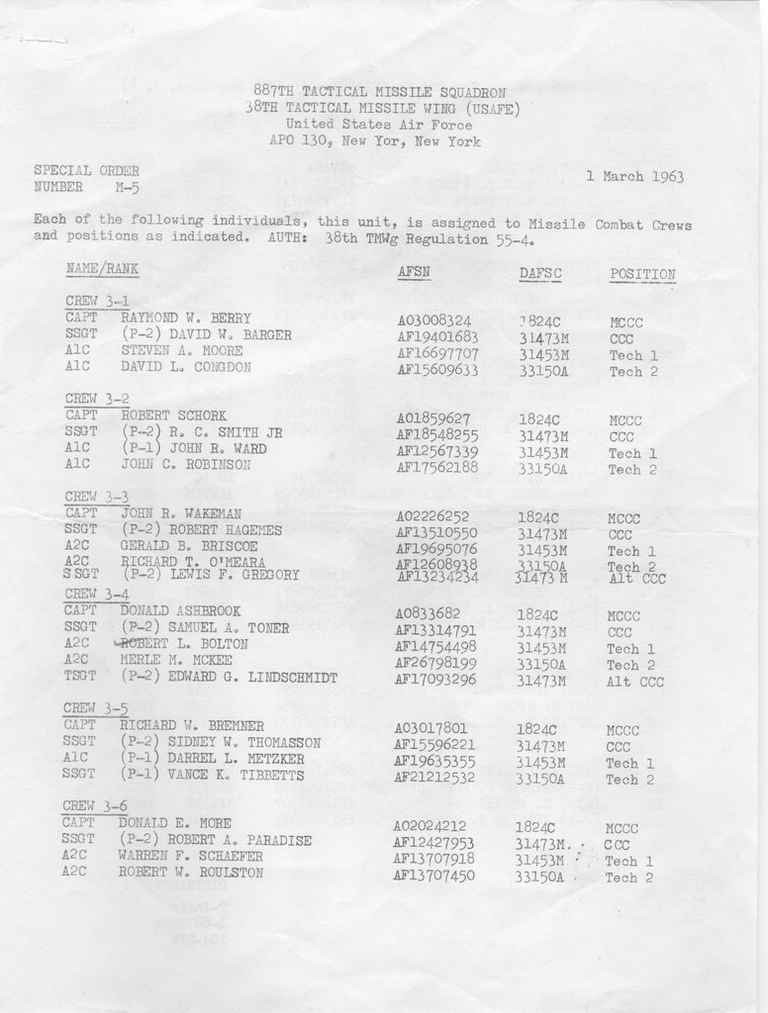 887TH TACTICAL MISSILE SQUADRON
38TH TACTICAL MISSILE WING (USAFE)
United States Air Force
APO 130, New Yor, New York
SPECIAL ORDER
NUMBER M-5 1 March 1963
Each of the following individuals, this unit, is assigned to Missile Combat Crews
and positions as indicated. AUTH: 38th TMWg Regulation 55-4.
NAME/RANK AFSN DAFSC POSITION
CREW 3-1
CAPT RAYMOND W. BERRY AO3008324 1824C MCCC
SSGT (P-2) DAVID W. BARGER AF19401683 31473M CCC
A1C STEVEN A. MOORE AF16697707 31453M Tech 1
A1C DAVID L. CONGDON AF15609633 33150A Tech 2
CREW 3-2
CAPT ROBERT SCHORK AO1859627 1824C MCCC
SSGT (P-2) R. C. SMITH JR AF18548255 31473M CCC
A1C (P-1) JOHN R. WARD AF12567339 31453M Tech 1
A1C JOHN C. ROBINSON AF17562188 33150A Tech 2
CREW 3-3
CAPT JOHN R. WAKEMAN AO2226252 1824C MCCC
SSGT (P-2) ROBERT HAGEMES AF13510550 31473M CCC
A2C GERALD B. BRISCOE AF19695076 31453M Tech 1
A2C RICHARD T. O'MEARA AF12608938 33150A Tech 2
SSGT (P-2) LEWIS F. GREGORY AF13234234 31473 M Alt CCC
CREW 3-4
CAPT DONALD ASHBROOK AO833682 1824C MCCC
SSGT (P-2) SAMUEL A. TONER AF13314791 31473M CCC
A2C ROBERT L. BOLTON AF14754498 31453M Tech 1
A2C MERLE M. MCKEE AF26798199 33150A Tech 2
TSGT (P-2) EDWARD G. LINDSCHMIDT AF17093296 31473M Alt CCC
CREW 3-5
CAPT RICHARD W. BREMNER AO3017801 1824C MCCC
SSGT (P-2) SIDNEY W. THOMASSON AF15596221 31473M CCC
A1C (P-1) DARREL L. METZKER AF19635355 31453M Tech 1
SSGT (P-1) VANCE K. TIBBETTS AF21212532 33150A Tech 2
CREW 3-6
CAPT DONALD E. MORE AO2024212 1824C MCCC
SSGT (P-2) ROBERT A. PARADISE AF12427953 31473M. CCC
A2C WARREN F. SCHAEFER AF13707918 31453M Tech 1
A2C ROBERT W. ROULSTON AF13707450 33150A Tech 2